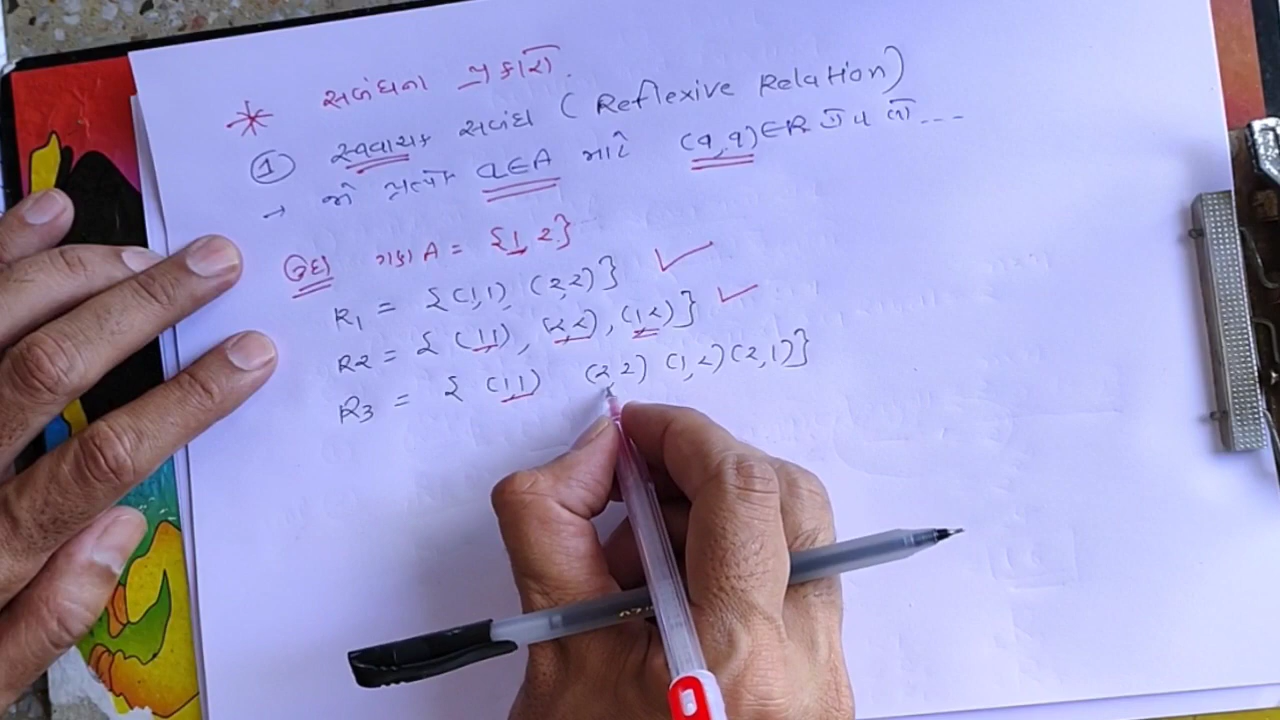 * સબંધના પ્રકારો.
① સ્વવાચક સબંધ (Reflexive Relation)
→ જો પ્રત્યેક a∈A માટે (a,a)∈R થાય તો ---
ઉદા ગણ A = {1, 2}
R1 = {(1,1) (2,2)} ✓
R2 = {(1 1), (2 2), (1 2)} ✓
R3 = {(1 1) (2,2) (1,2) (2,1)}